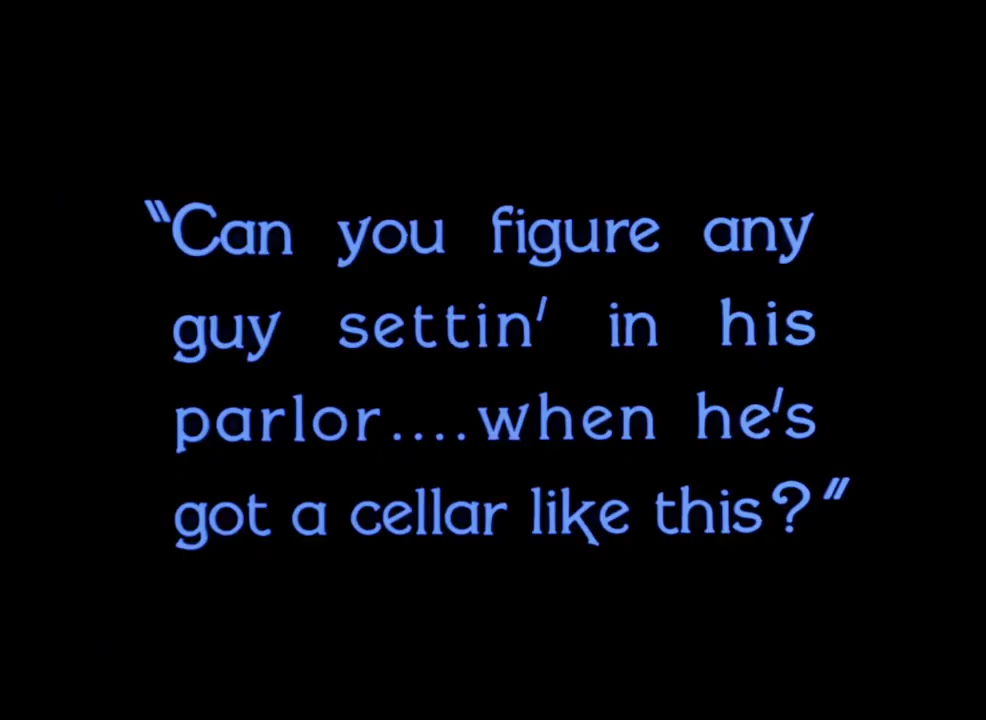 "Can you figure any
guy settin' in his
parlor....when he's
got a cellar like this?"